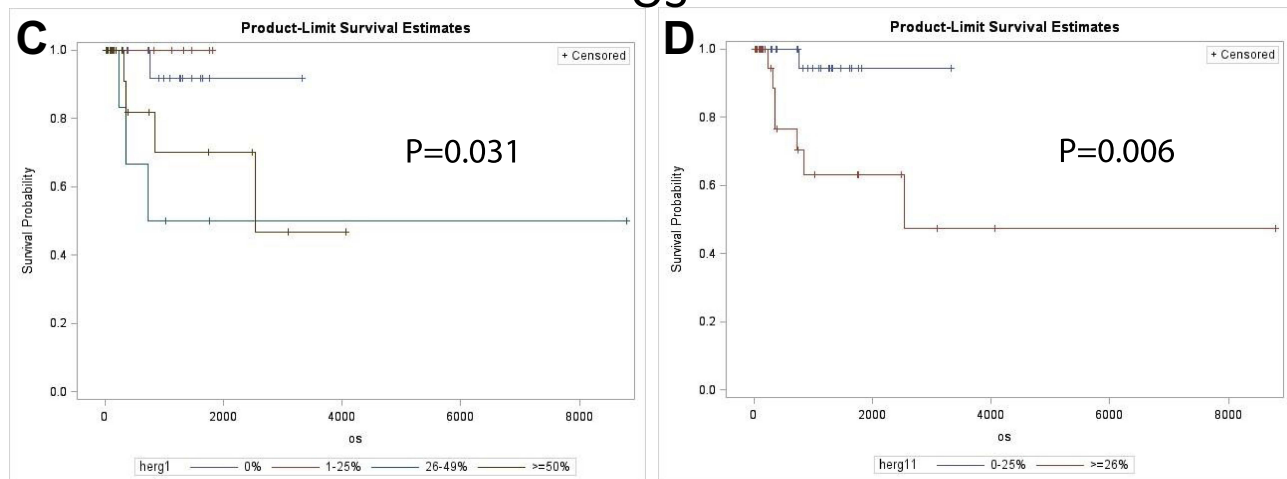 C
Product-Limit Survival Estimates
+ Censored
1.0
0.8
0.6
0.4
0.2
0.0
Survival Probability
P=0.031
0 2000 4000 6000 8000
os
herg1 0% 1-25% 26-49% >=50%
D
Product-Limit Survival Estimates
+ Censored
1.0
0.8
0.6
0.4
0.2
0.0
Survival Probability
P=0.006
0 2000 4000 6000 8000
os
herg11 0-25% >=26%